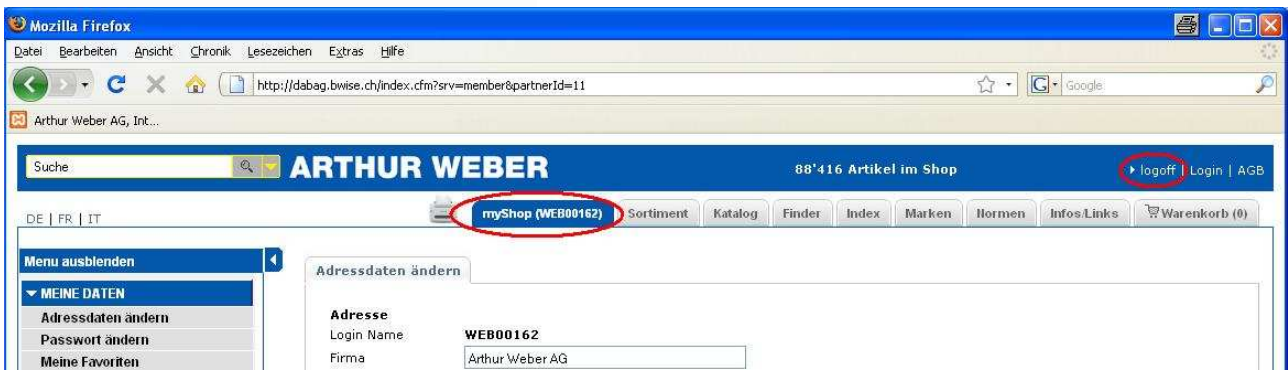 Mozilla Firefox
Datei Bearbeiten Ansicht Chronik Lesezeichen Extras Hilfe
http://dabag.bwise.ch/index.cfm?srv=member&partnerId=11 G Google
Arthur Weber AG, Int...
Suche ARTHUR WEBER 88'416 Artikel im Shop logoff | Login | AGB
DE | FR | IT myShop (WEB00162) Sortiment Katalog Finder Index Marken Normen Infos/Links Warenkorb (0)
Menu ausblenden
Adressdaten ändern
MEINE DATEN
Adressdaten ändern
Passwort ändern
Meine Favoriten
Adresse
Login Name WEB00162
Firma Arthur Weber AG